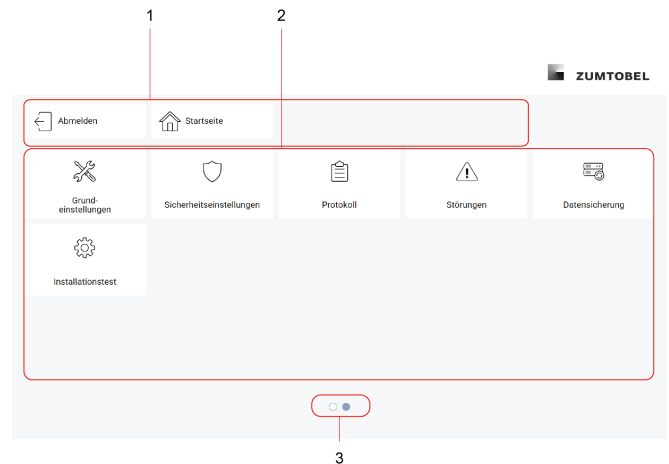 1
2
ZUMTOBEL
Abmelden
Startseite
Grund-
einstellungen
Sicherheitseinstellungen
Protokoll
Störungen
Datensicherung
Installationstest
3